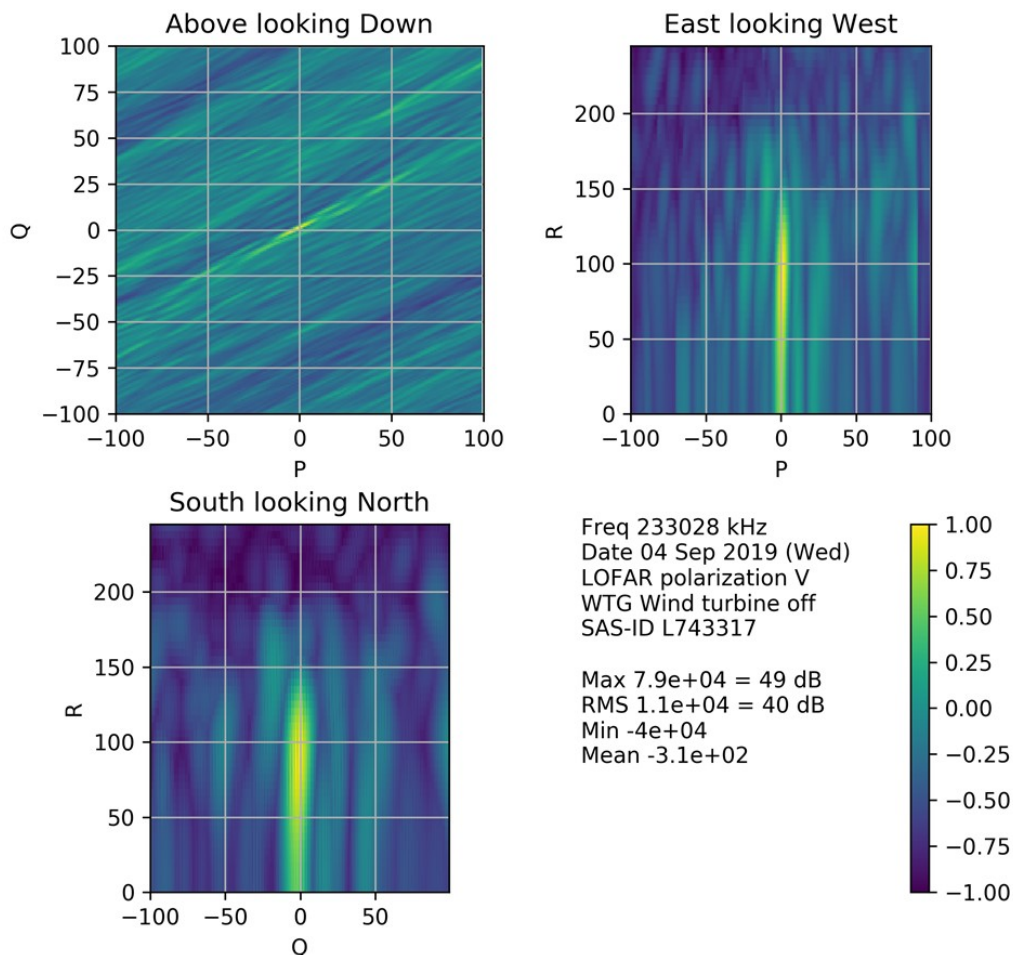 Above looking Down
100
75
50
25
0
−25
−50
−75
−100
Q
−100 −50 0 50 100
P
East looking West
200
150
100
50
0
R
−100 −50 0 50 100
P
South looking North
200
150
100
50
0
R
−100 −50 0 50
Q
Freq 233028 kHz
Date 04 Sep 2019 (Wed)
LOFAR polarization V
WTG Wind turbine off
SAS-ID L743317
Max 7.9e+04 = 49 dB
RMS 1.1e+04 = 40 dB
Min -4e+04
Mean -3.1e+02
1.00
0.75
0.50
0.25
0.00
−0.25
−0.50
−0.75
−1.00